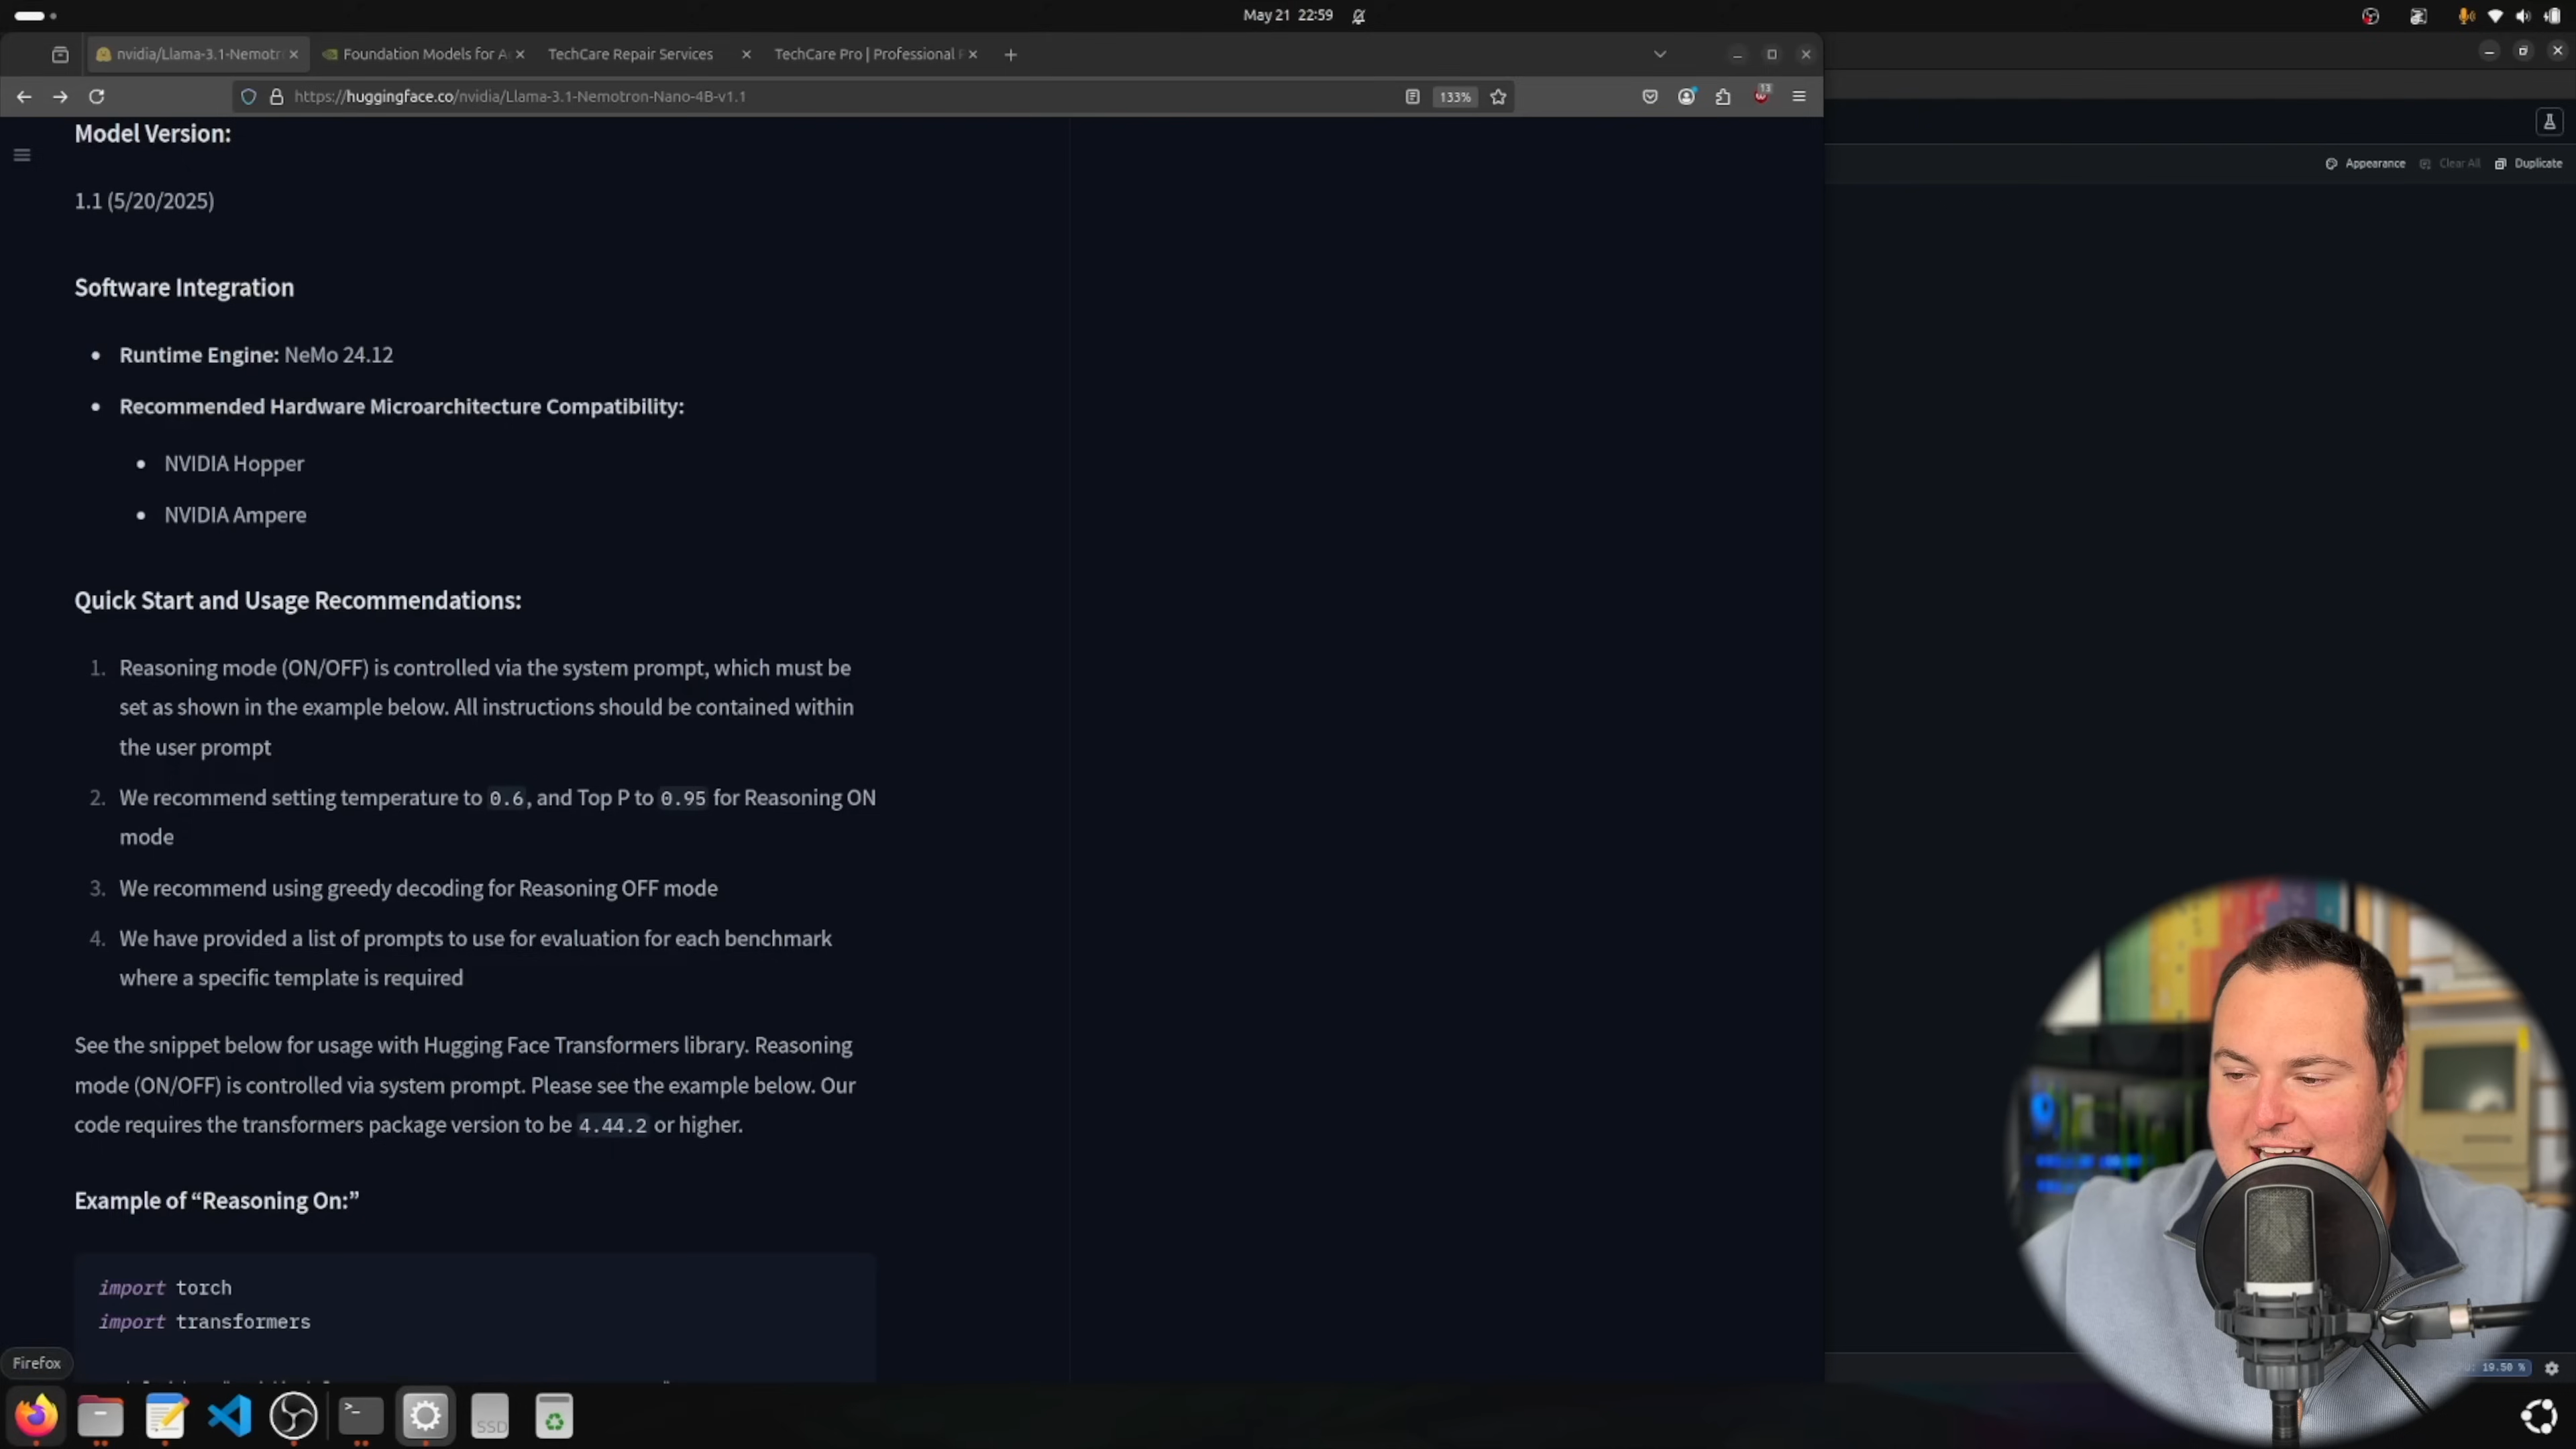 May 21 22:59
nvidia/Llama-3.1-Nemotr
Foundation Models for A
TechCare Repair Services
TechCare Pro | Professional
https://huggingface.co/nvidia/Llama-3.1-Nemotron-Nano-4B-v1.1
133%
13
Appearance
Clear All
Duplicate
Model Version:
1.1 (5/20/2025)
Software Integration
• Runtime Engine: NeMo 24.12
• Recommended Hardware Microarchitecture Compatibility:
• NVIDIA Hopper
• NVIDIA Ampere
Quick Start and Usage Recommendations:
1. Reasoning mode (ON/OFF) is controlled via the system prompt, which must be
set as shown in the example below. All instructions should be contained within
the user prompt
2. We recommend setting temperature to 0.6, and Top P to 0.95 for Reasoning ON
mode
3. We recommend using greedy decoding for Reasoning OFF mode
4. We have provided a list of prompts to use for evaluation for each benchmark
where a specific template is required
See the snippet below for usage with Hugging Face Transformers library. Reasoning
mode (ON/OFF) is controlled via system prompt. Please see the example below. Our
code requires the transformers package version to be 4.44.2 or higher.
Example of “Reasoning On:”
import torch
import transformers
Firefox
19.50 %
SSD